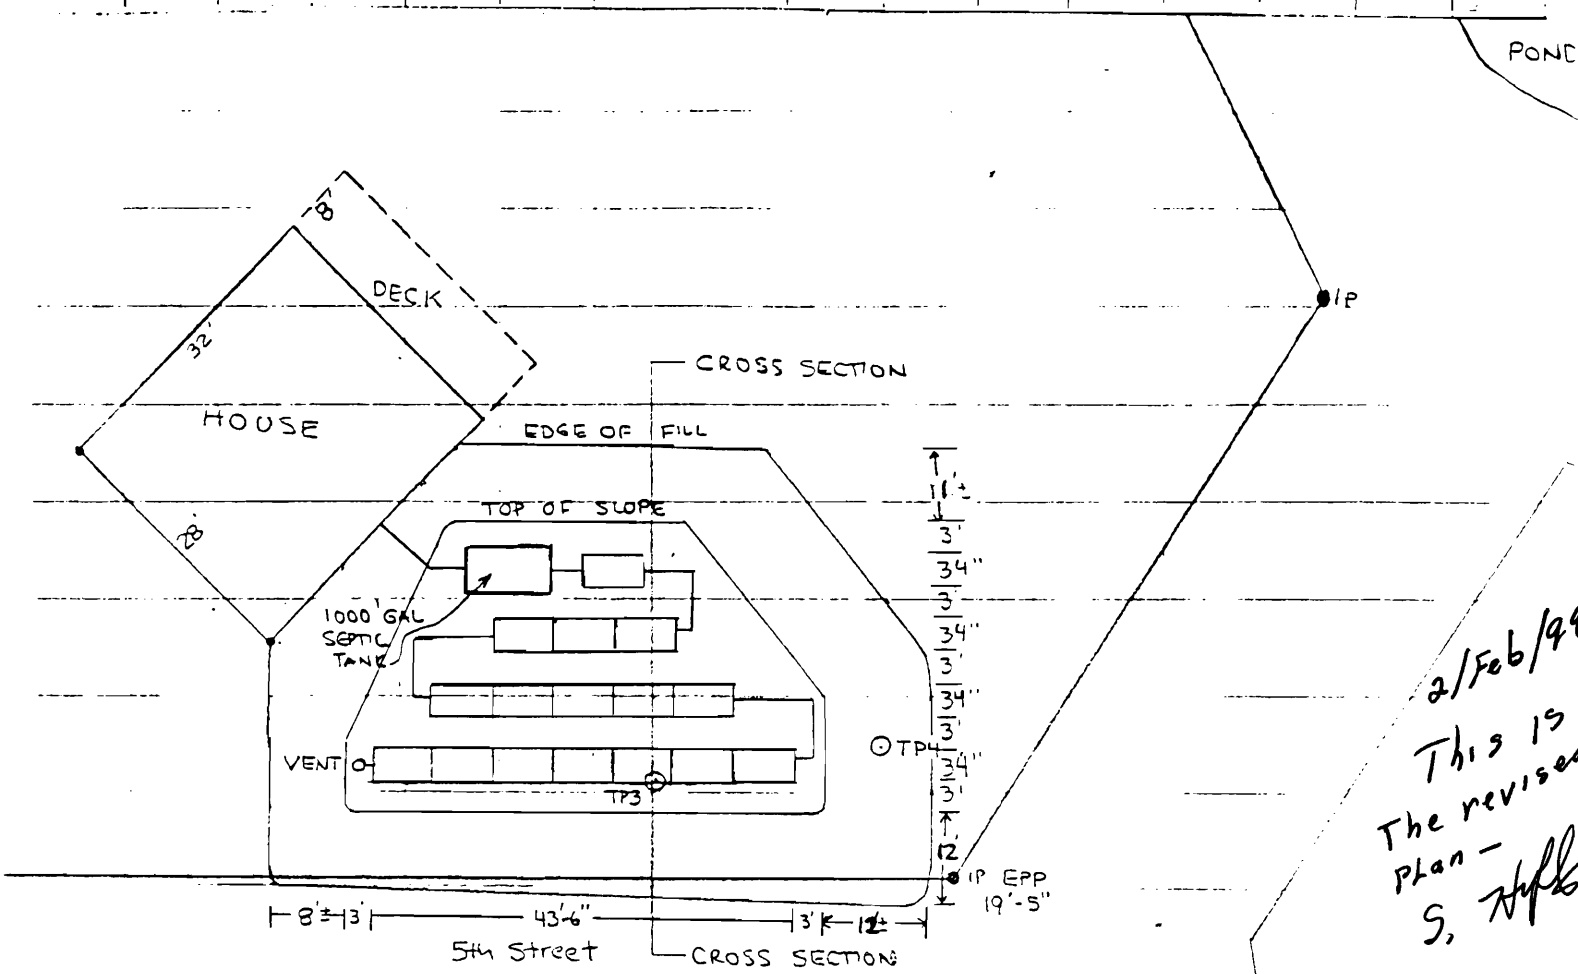 POND
8'
DECK
32'
IP
CROSS SECTION
HOUSE
EDGE OF FILL
11'±
TOP OF SLOPE
28'
3'
34"
3'
1000 GAL
SEPTIC
TANK
34"
3'
34"
3'
VENT
TP4
34"
TP3
3'
12'
IP EPP
19'-5"
8'± 3' 43'-6" 3' 12±
5th Street
CROSS SECTION
2/Feb/99
This is
The revised
Plan -
S.